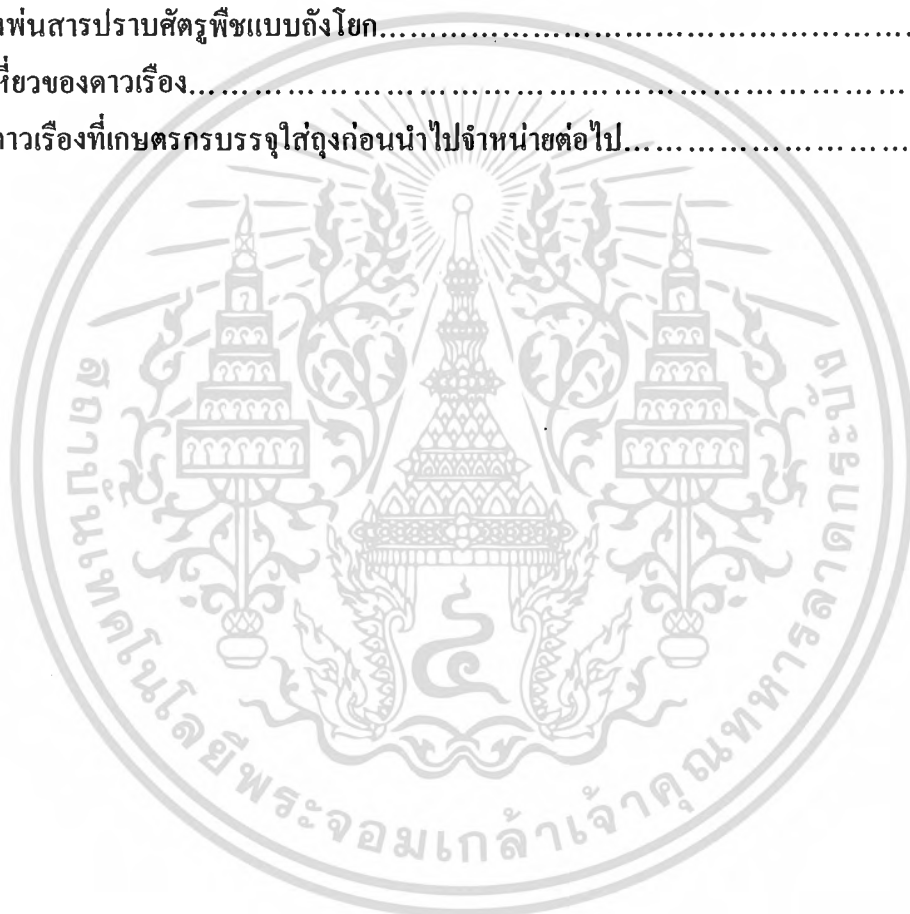 งพ่นสารปราบศัตรูพืชแบบถังโยก
หี่ยวของดาวเรือง
ดาวเรืองที่เกษตรกรบรรจุใส่ถุงก่อนนำไปจำหน่ายต่อไป
สถาบันเทคโนโลยีพระจอมเกล้าเจ้าคุณทหารลาดกระบัง